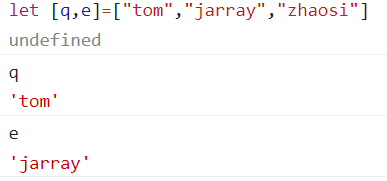 let [q,e]=["tom","jarray","zhaosi"]
undefined
q
'tom'
e
'jarray'